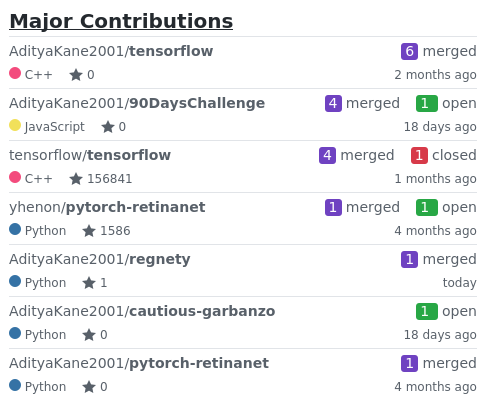 Major Contributions
AdityaKane2001/tensorflow 6 merged
C++ 0 2 months ago
AdityaKane2001/90DaysChallenge 4 merged 1 open
JavaScript 0 18 days ago
tensorflow/tensorflow 4 merged 1 closed
C++ 156841 1 months ago
yhenon/pytorch-retinanet 1 merged 1 open
Python 1586 4 months ago
AdityaKane2001/regnety 1 merged
Python 1 today
AdityaKane2001/cautious-garbanzo 1 open
Python 0 18 days ago
AdityaKane2001/pytorch-retinanet 1 merged
Python 0 4 months ago